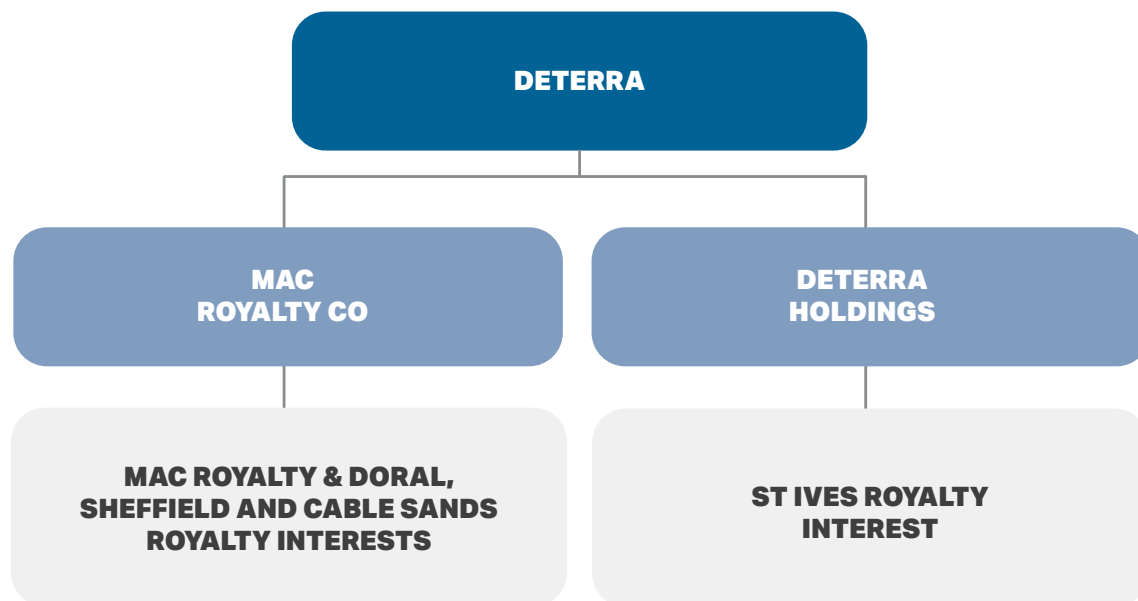 DETERRA
MAC
ROYALTY CO
DETERRA
HOLDINGS
MAC ROYALTY & DORAL,
SHEFFIELD AND CABLE SANDS
ROYALTY INTERESTS
ST IVES ROYALTY
INTEREST